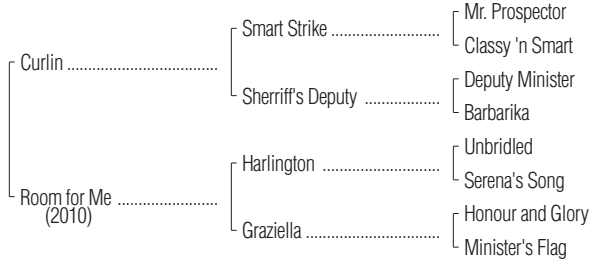 Mr. Prospector
Smart Strike ........................
Classy 'n Smart
Curlin .................................
Deputy Minister
Sherriff's Deputy ................
Barbarika
Unbridled
Harlington .........................
Serena's Song
Room for Me ......................
(2010)
Honour and Glory
Graziella .............................
Minister's Flag